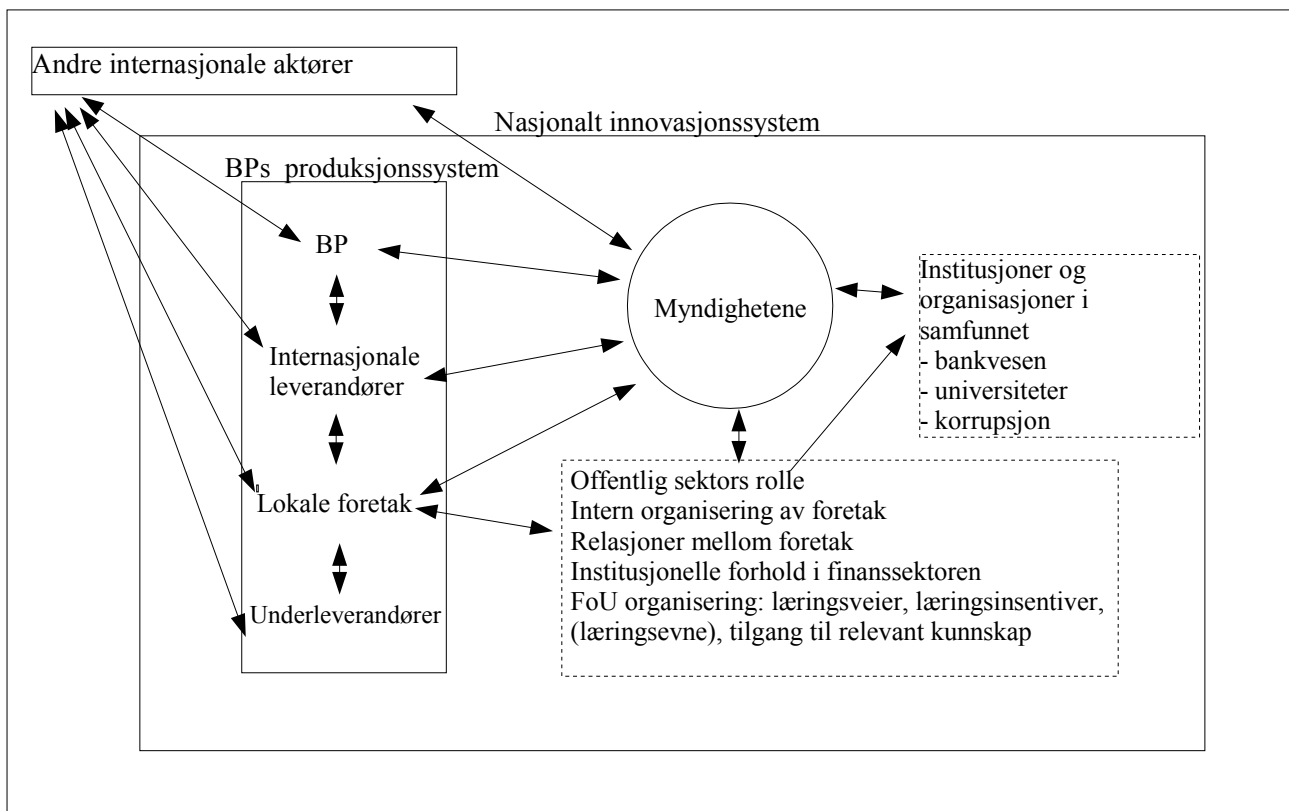 Andre internasjonale aktører
Nasjonalt innovasjonssystem
BPs produksjonssystem
BP
Internasjonale
leverandører
Lokale foretak
Underleverandører
Myndighetene
Institusjoner og
organisasjoner i
samfunnet
- bankvesen
- universiteter
- korrupsjon
Offentlig sektors rolle
Intern organisering av foretak
Relasjoner mellom foretak
Institusjonelle forhold i finanssektoren
FoU organisering: læringsveier, læringsinsentiver,
(læringsevne), tilgang til relevant kunnskap